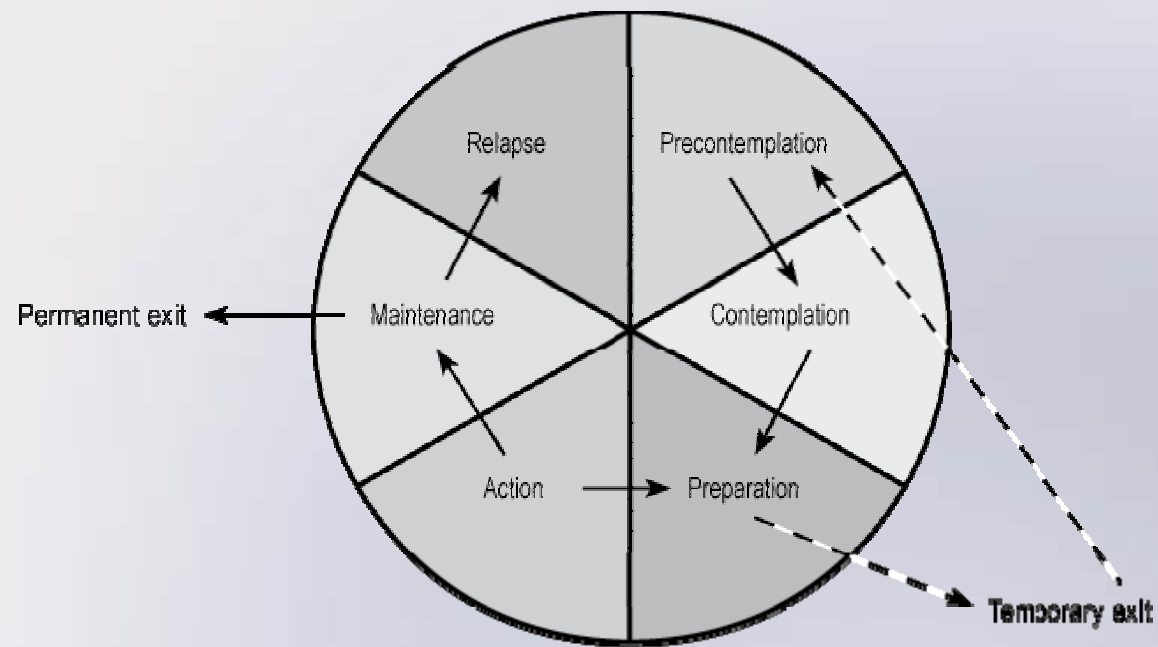 Relapse
Precontemplation
Permanent exit
Maintenance
Contemplation
Action
Preparation
Temporary exit